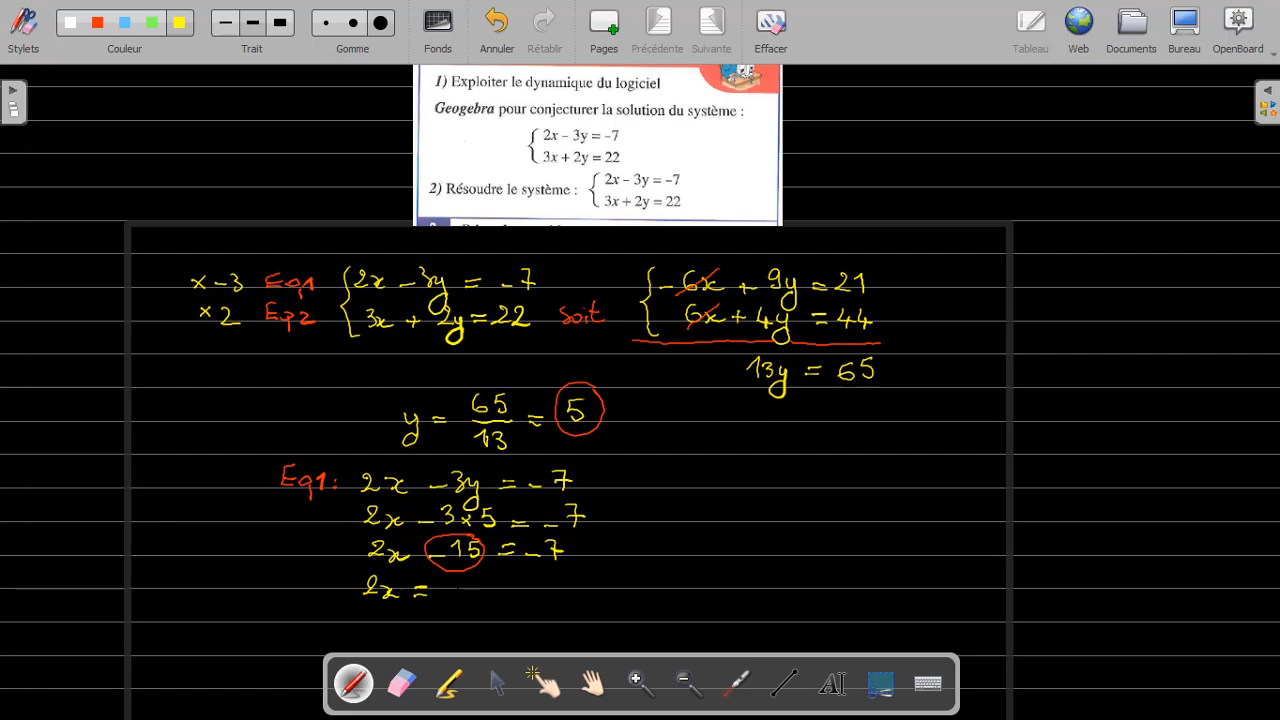 Stylets Couleur Trait Gomme Fonds Annuler Rétablir Pages Précédente Suivante Effacer Tableau Web Documents Bureau OpenBoard
1) Exploiter le dynamique du logiciel
Geogebra pour conjecturer la solution du système :
2x – 3y = –7
3x + 2y = 22
2) Résoudre le système : 2x – 3y = –7
3x + 2y = 22
× -3 Eq1 2x - 3y = -7 - 6x + 9y = 21
× 2 Eq2 3x + 2y = 22 soit 6x + 4y = 44
13y = 65
y = 65/13 = 5
Eq1: 2x - 3y = -7
2x - 3×5 = -7
2x - 15 = -7
2x =
AI